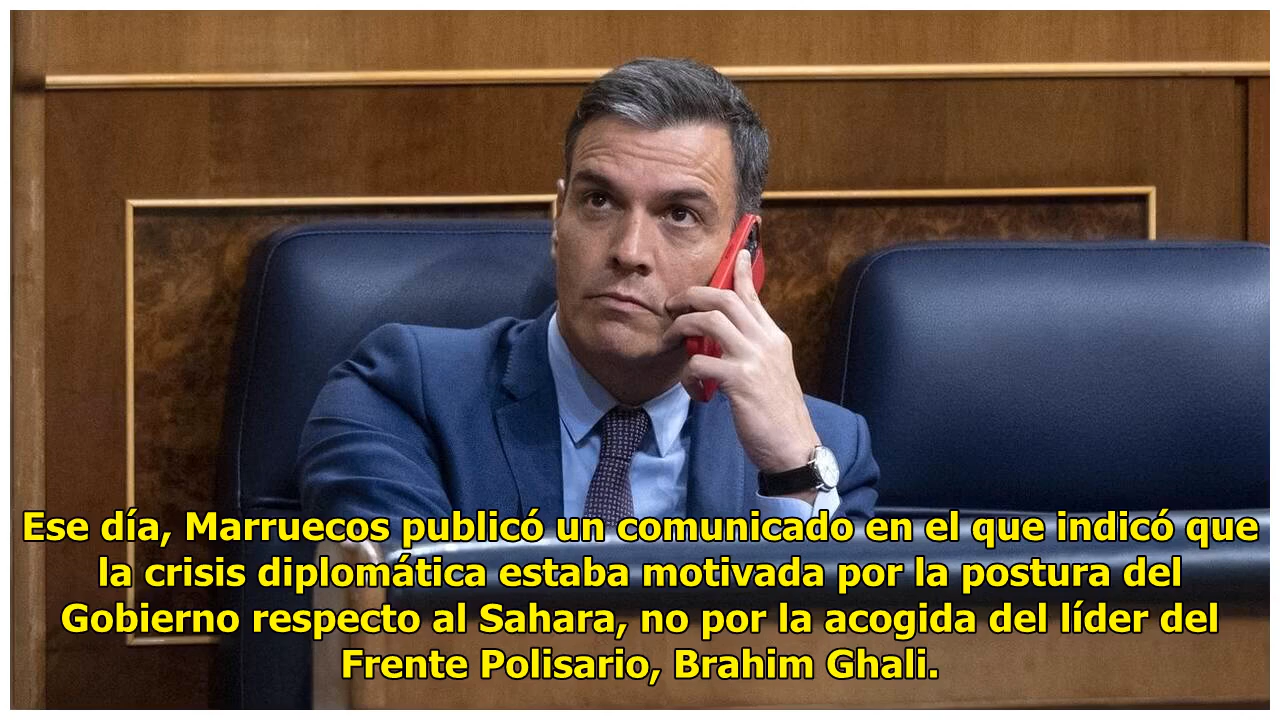 Ese día, Marruecos publicó un comunicado en el que indicó que
la crisis diplomática estaba motivada por la postura del
Gobierno respecto al Sahara, no por la acogida del líder del
Frente Polisario, Brahim Ghali.